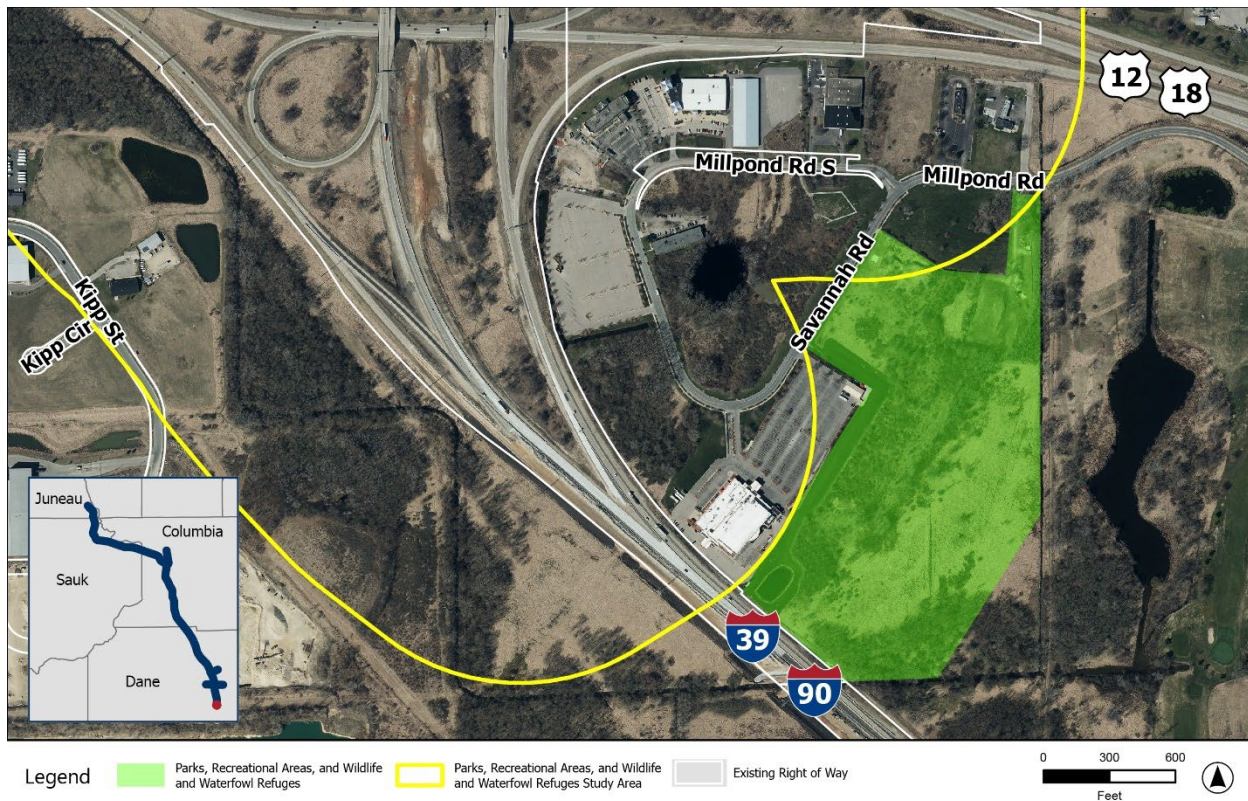 12
18
Millpond Rd S
Millpond Rd
Savannah Rd
Kipp St
Kipp Cir
Juneau
Columbia
Sauk
Dane
39
90
Legend
Parks, Recreational Areas, and Wildlife
and Waterfowl Refuges
Parks, Recreational Areas, and Wildlife
and Waterfowl Refuges Study Area
Existing Right of Way
0 300 600
Feet